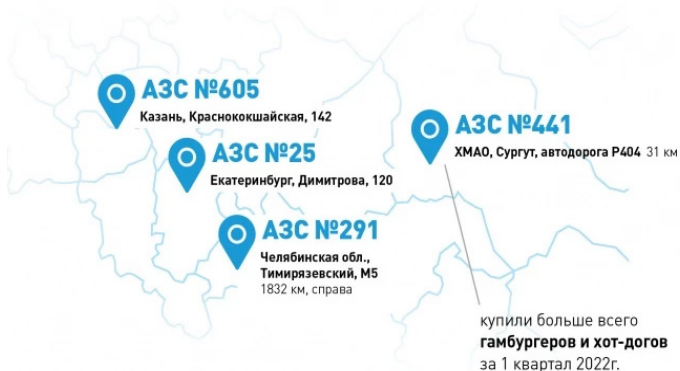 АЗС №605
Казань, Краснококшайская, 142
АЗС №441
ХМАО, Сургут, автодорога Р404 31 км
АЗС №25
Екатеринбург, Димитрова, 120
АЗС №291
Челябинская обл.,
Тимирязевский, М5
1832 км, справа
купили больше всего
гамбургеров и хот-догов
за 1 квартал 2022г.